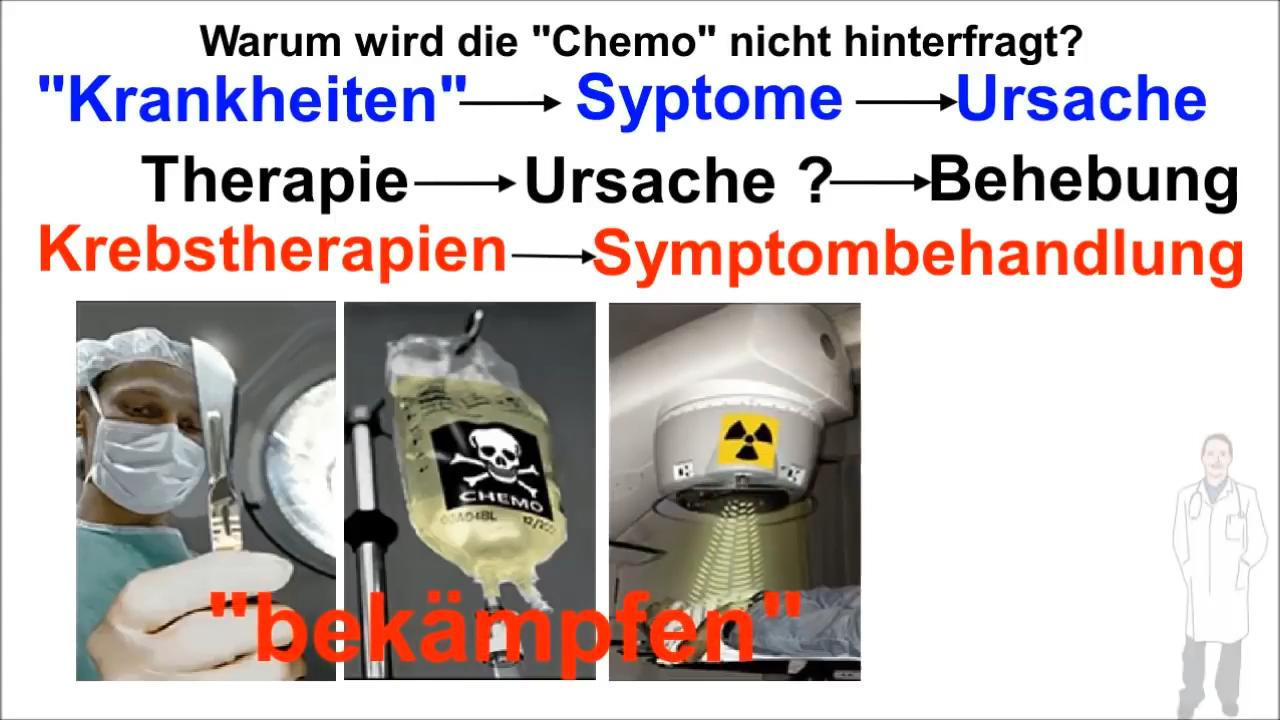 Warum wird die "Chemo" nicht hinterfragt?
"Krankheiten" Syptome Ursache
Therapie Ursache ? Behebung
Krebstherapien Symptombehandlung
CHEMO
"bekämpfen"